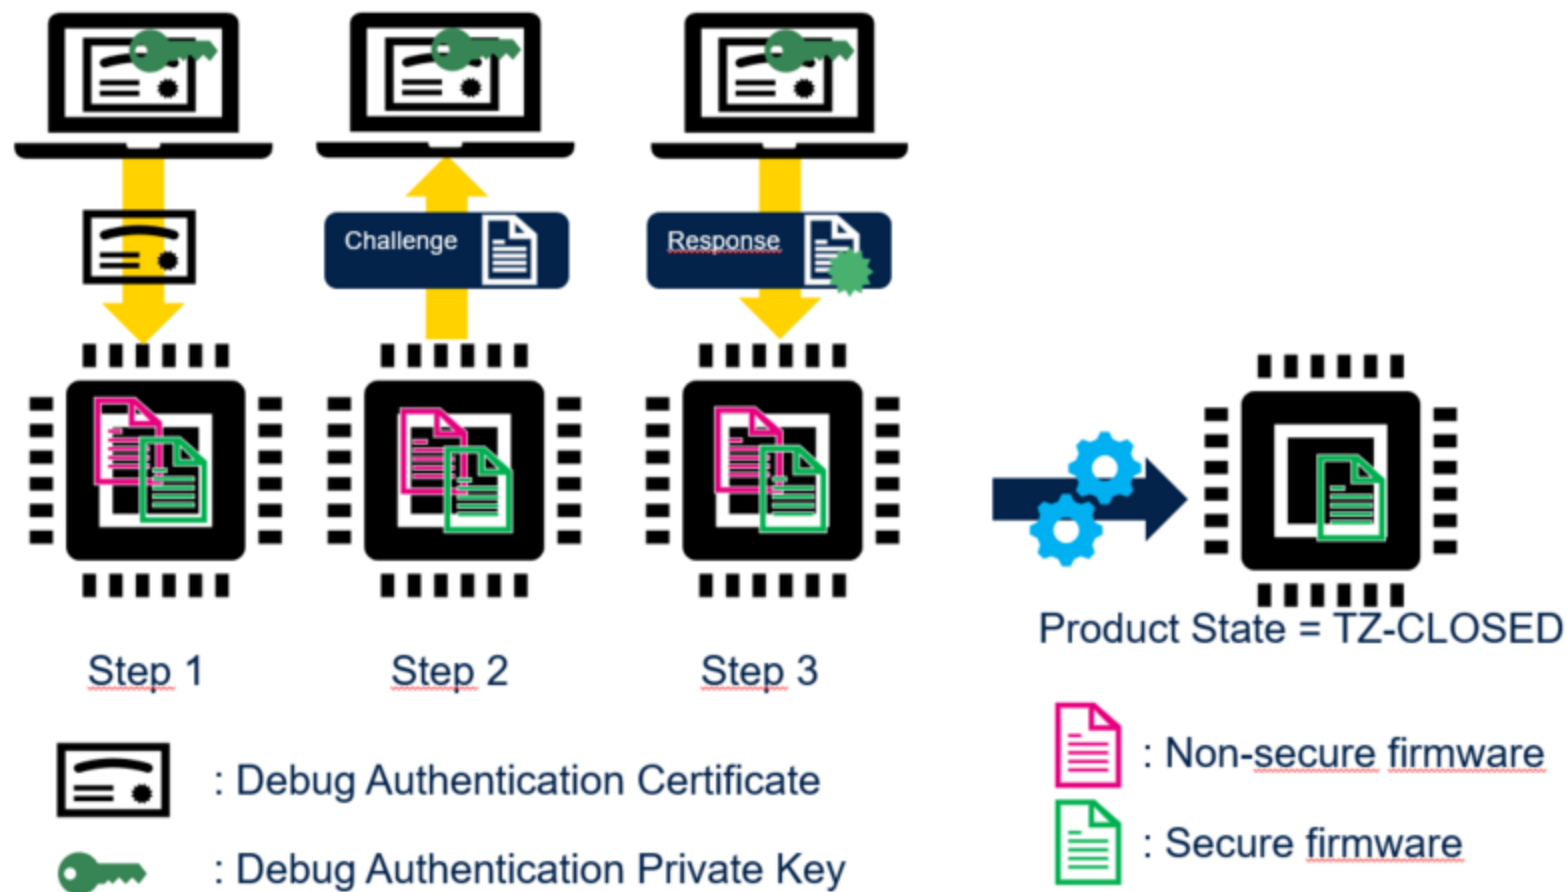 Challenge
Response
Product State = TZ-CLOSED
Step 1
Step 2
Step 3
: Debug Authentication Certificate
: Debug Authentication Private Key
: Non-secure firmware
: Secure firmware